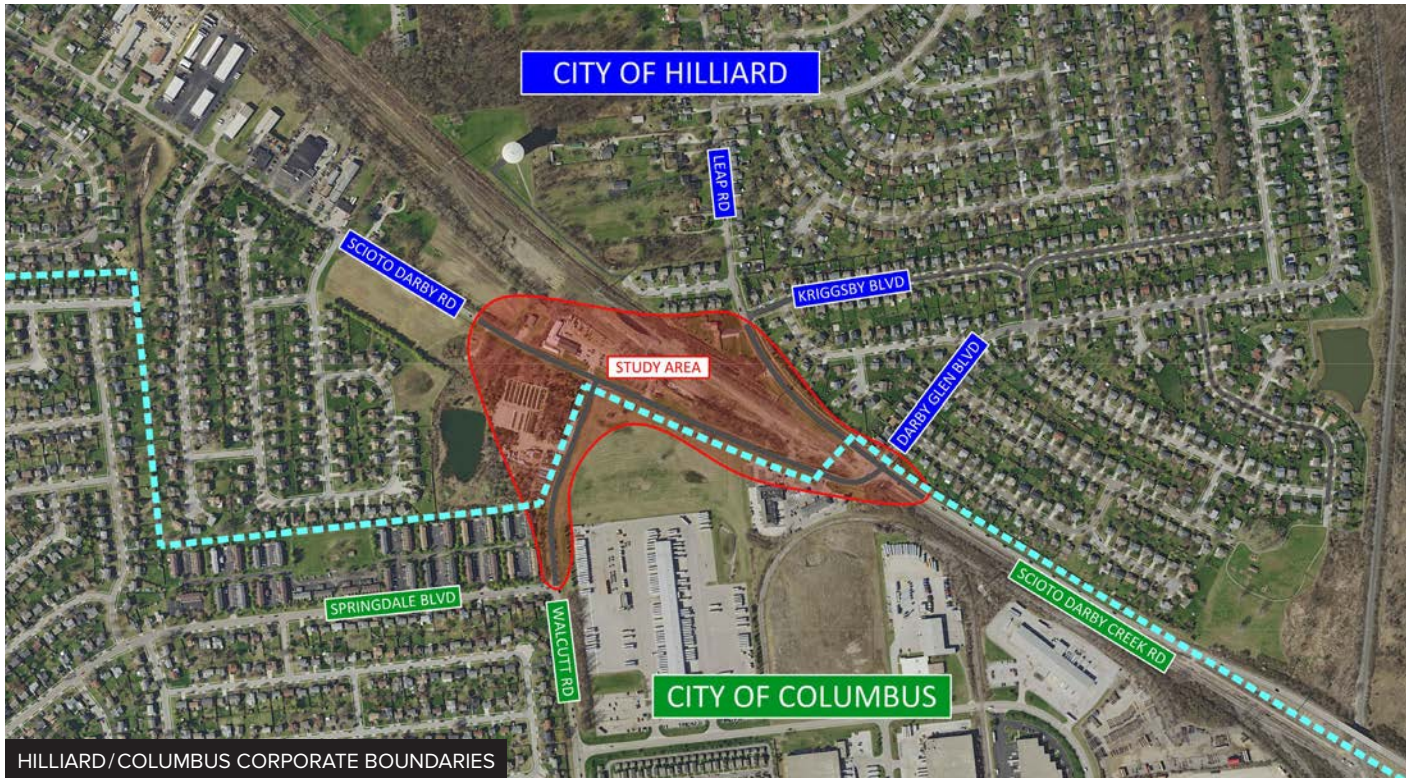 CITY OF HILLIARD
LEAP RD
SCIOTO DARBY RD
KRIGGSBY BLVD
STUDY AREA
DARBY GLEN BLVD
SPRINGDALE BLVD
WALCUTT RD
SCIOTO DARBY CREEK RD
CITY OF COLUMBUS
HILLIARD/COLUMBUS CORPORATE BOUNDARIES